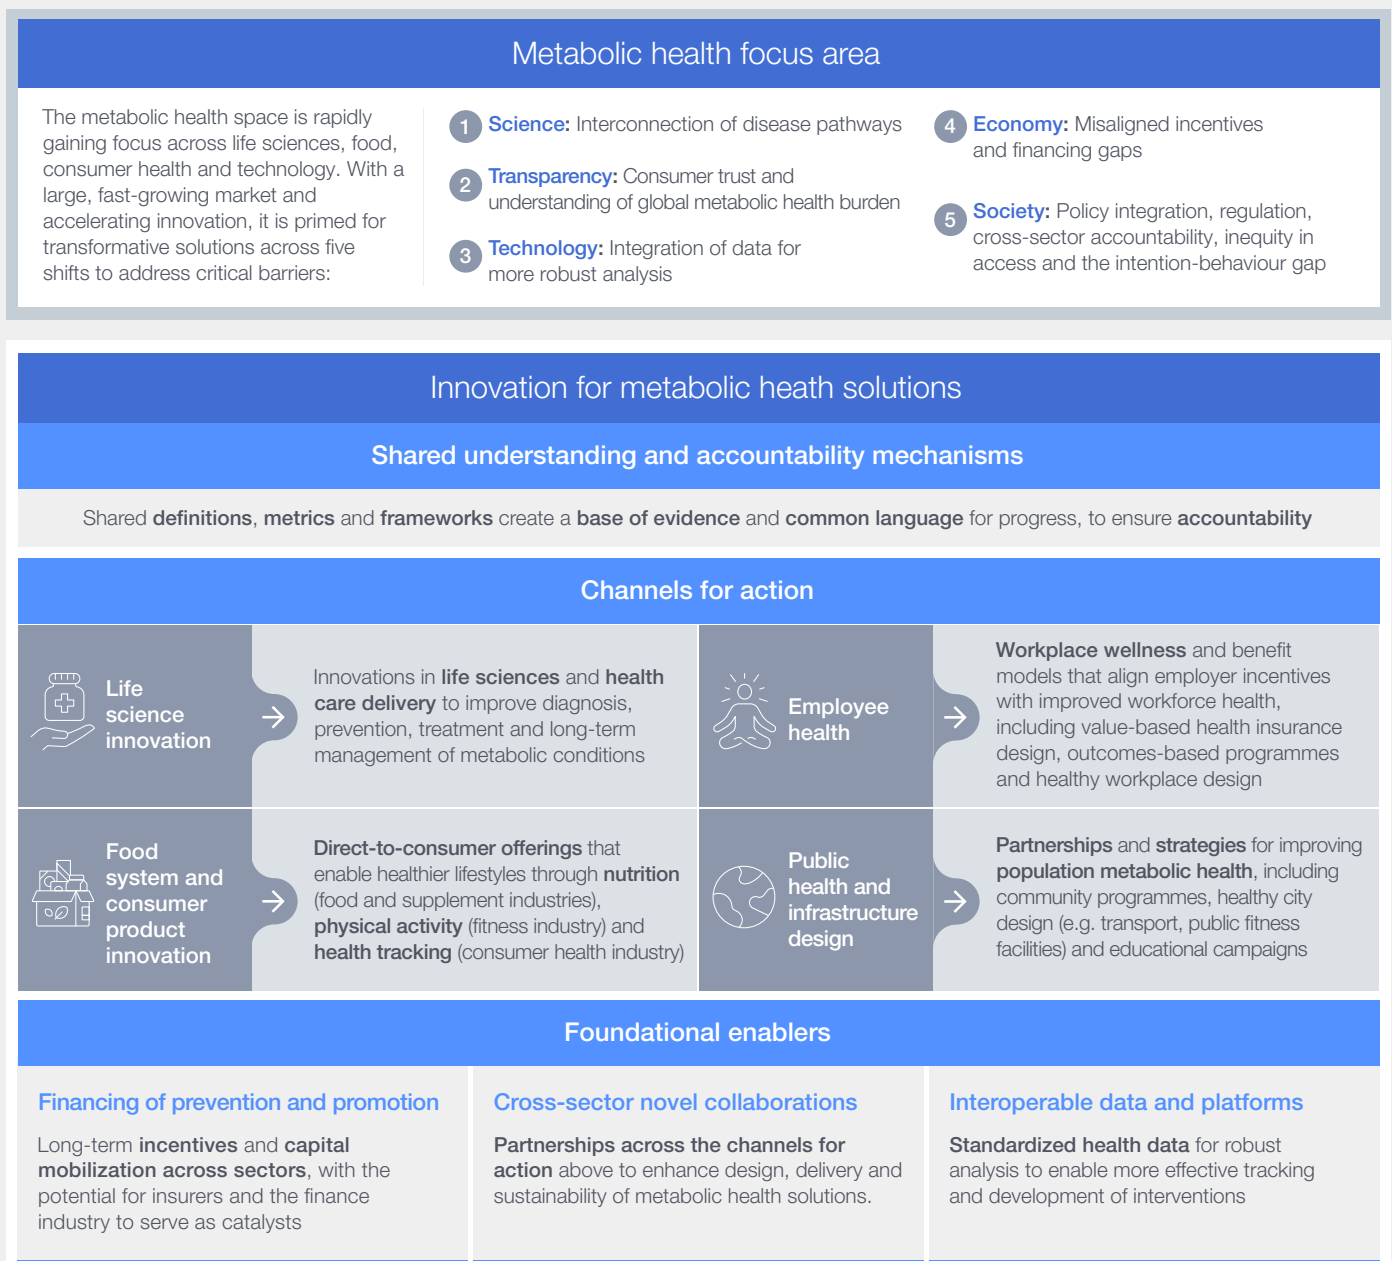 Metabolic health focus area
The metabolic health space is rapidly
gaining focus across life sciences, food,
consumer health and technology. With a
large, fast-growing market and
accelerating innovation, it is primed for
transformative solutions across five
shifts to address critical barriers:
1 Science: Interconnection of disease pathways
2 Transparency: Consumer trust and
understanding of global metabolic health burden
3 Technology: Integration of data for
more robust analysis
4 Economy: Misaligned incentives
and financing gaps
5 Society: Policy integration, regulation,
cross-sector accountability, inequity in
access and the intention-behaviour gap
Innovation for metabolic heath solutions
Shared understanding and accountability mechanisms
Shared definitions, metrics and frameworks create a base of evidence and common language for progress, to ensure accountability
Channels for action
Life
science
innovation
Innovations in life sciences and health
care delivery to improve diagnosis,
prevention, treatment and long-term
management of metabolic conditions
Employee
health
Workplace wellness and benefit
models that align employer incentives
with improved workforce health,
including value-based health insurance
design, outcomes-based programmes
and healthy workplace design
Food
system and
consumer
product
innovation
Direct-to-consumer offerings that
enable healthier lifestyles through nutrition
(food and supplement industries),
physical activity (fitness industry) and
health tracking (consumer health industry)
Public
health and
infrastructure
design
Partnerships and strategies for improving
population metabolic health, including
community programmes, healthy city
design (e.g. transport, public fitness
facilities) and educational campaigns
Foundational enablers
Financing of prevention and promotion
Long-term incentives and capital
mobilization across sectors, with the
potential for insurers and the finance
industry to serve as catalysts
Cross-sector novel collaborations
Partnerships across the channels for
action above to enhance design, delivery and
sustainability of metabolic health solutions.
Interoperable data and platforms
Standardized health data for robust
analysis to enable more effective tracking
and development of interventions